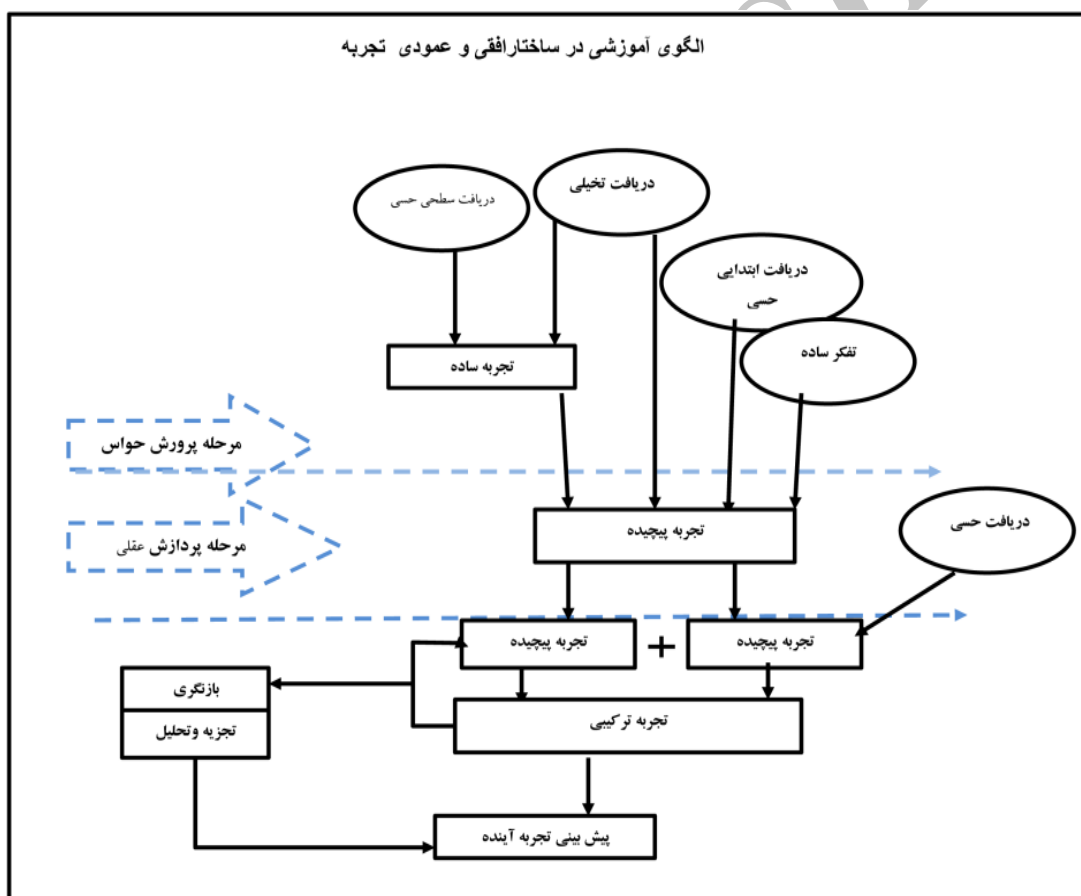 الگوی آموزشی در ساختارافقی و عمودی تجربه
دریافت تخیلی
دریافت سطحی حسی
دریافت ابتدایی
حسی
تفکر ساده
تجربه ساده
مرحله پرورش حواس
دریافت حسی
تجربه پیچیده
مرحله پردازش عقلی
تجربه پیچیده
+
تجربه پیچیده
بازنگری
تجزیه وتحلیل
تجربه ترکیبی
پیش بینی تجربه آینده